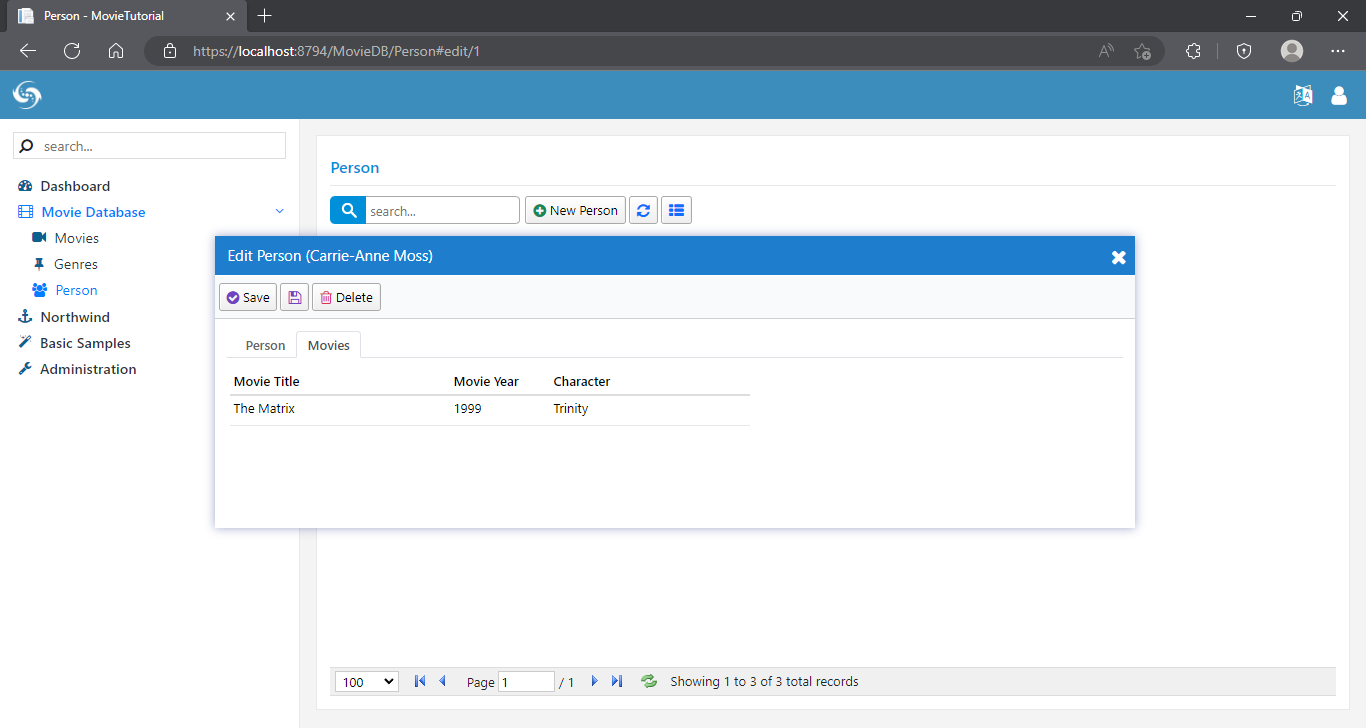 Person - MovieTutorial
https://localhost:8794/MovieDB/Person#edit/1
search...
Dashboard
Movie Database
Movies
Genres
Person
Northwind
Basic Samples
Administration
Person
search...
New Person
Edit Person (Carrie-Anne Moss)
Save
Delete
Person Movies
Movie Title Movie Year Character
The Matrix 1999 Trinity
100 Page 1 / 1 Showing 1 to 3 of 3 total records